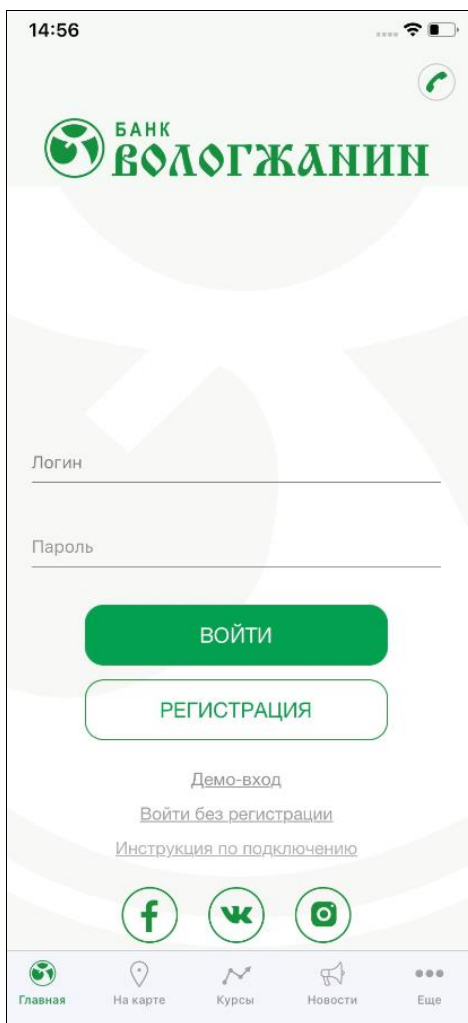 14:56
БАНК
ВОЛОГЖАНИН
Логин
Пароль
ВОЙТИ
РЕГИСТРАЦИЯ
Демо-вход
Войти без регистрации
Инструкция по подключению
Главная На карте Курсы Новости Еще